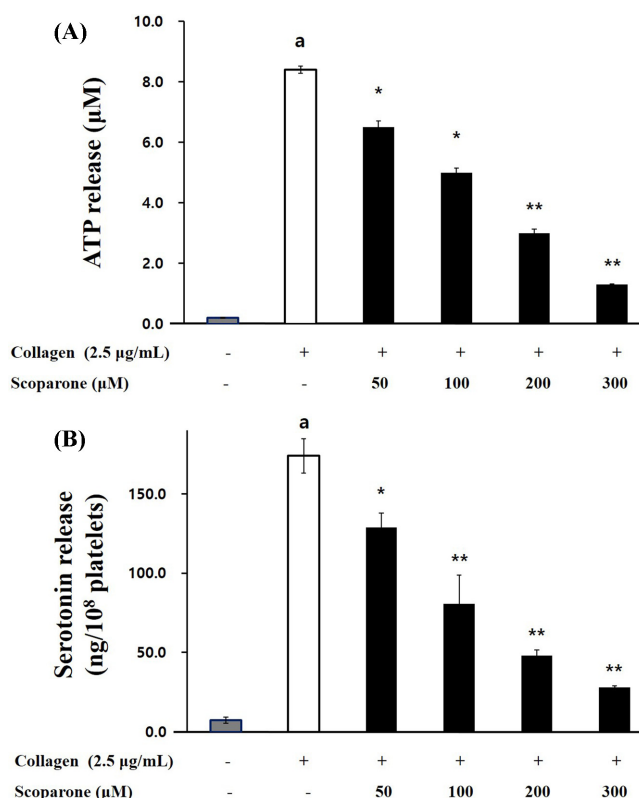 (A)
ATP release (µM)
10.0
8.0
6.0
4.0
2.0
0.0
a
*
*
**
**
Collagen (2.5 µg/mL) - + + + + +
Scoparone (µM) - - 50 100 200 300
(B)
Serotonin release
(ng/10⁸ platelets)
150.0
100.0
50.0
0.0
a
*
**
**
**
Collagen (2.5 µg/mL) - + + + + +
Scoparone (µM) - - 50 100 200 300